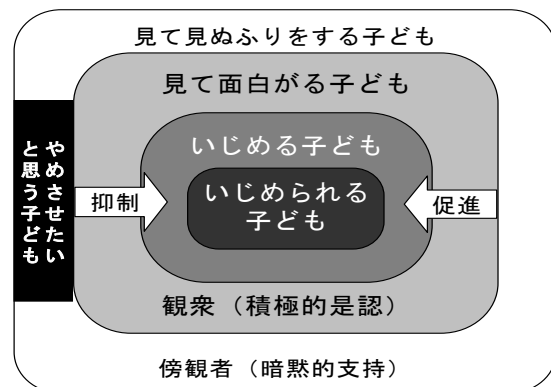 見て見ぬふりをする子ども
見て面白がる子ども
いじめる子ども
いじめられる
子ども
やめさせたい
と思う子ども
抑制
促進
観衆（積極的是認）
傍観者（暗黙的支持）